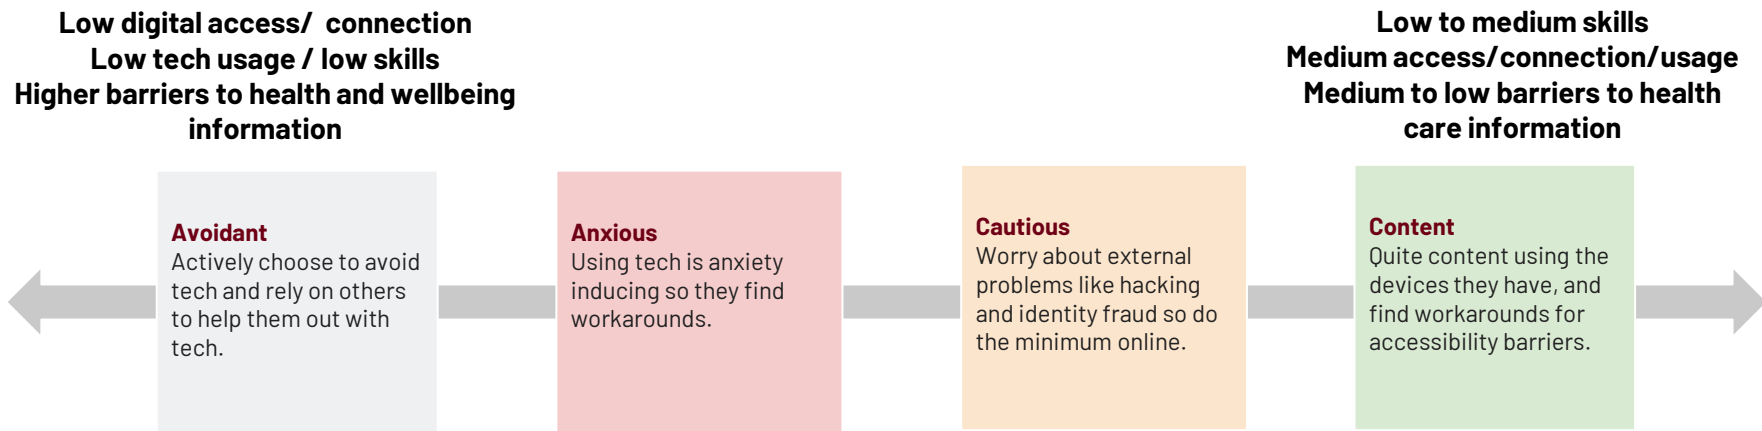 Low digital access/ connection
Low tech usage / low skills
Higher barriers to health and wellbeing
information
Low to medium skills
Medium access/connection/usage
Medium to low barriers to health
care information
Avoidant
Actively choose to avoid
tech and rely on others
to help them out with
tech.
Anxious
Using tech is anxiety
inducing so they find
workarounds.
Cautious
Worry about external
problems like hacking
and identity fraud so do
the minimum online.
Content
Quite content using the
devices they have, and
find workarounds for
accessibility barriers.